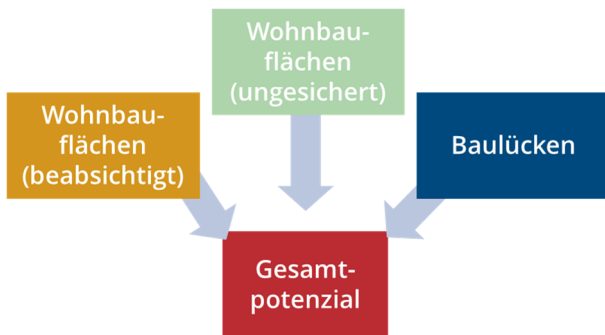 Wohnbau-
flächen
(ungesichert)
Wohnbau-
flächen
(beabsichtigt)
Baulücken
Gesamt-
potenzial